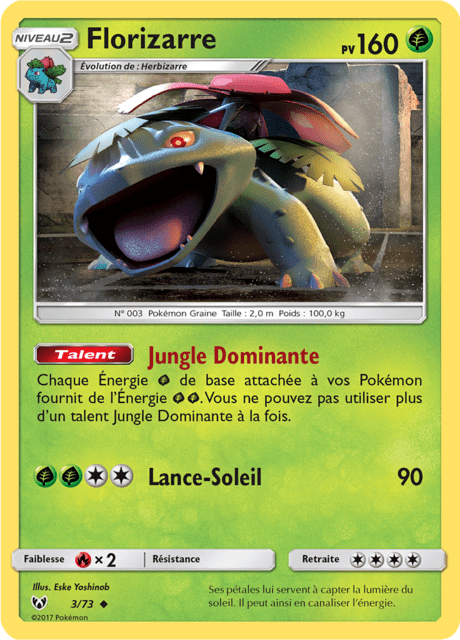 NIVEAU2
Florizarre
PV160
Évolution de : Herbizarre
N° 003 Pokémon Graine Taille : 2,0 m Poids : 100,0 kg
Talent Jungle Dominante
Chaque Énergie de base attachée à vos Pokémon
fournit de l'Énergie . Vous ne pouvez pas utiliser plus
d'un talent Jungle Dominante à la fois.
Lance-Soleil 90
Faiblesse × 2 Résistance Retraite
Illus. Eske Yoshinob
3/73
©2017 Pokémon
Ses pétales lui servent à capter la lumière du
soleil. Il peut ainsi en canaliser l'énergie.